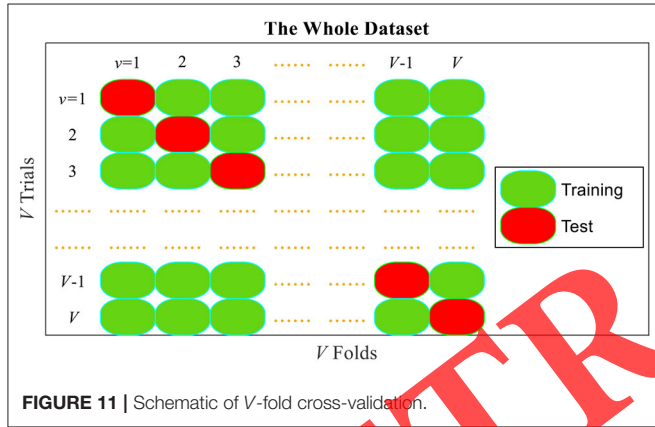 The Whole Dataset
v=1 2 3 ...... ...... V-1 V
v=1 ...... ......
2 ...... ......
3 ...... ......
...... ...... ...... ...... ...... ...... ...... ......
...... ...... ...... ...... ...... ...... ...... ......
V-1 ...... ......
V ...... ......
V Trials
V Folds
Training
Test
FIGURE 11 | Schematic of V-fold cross-validation.
TR